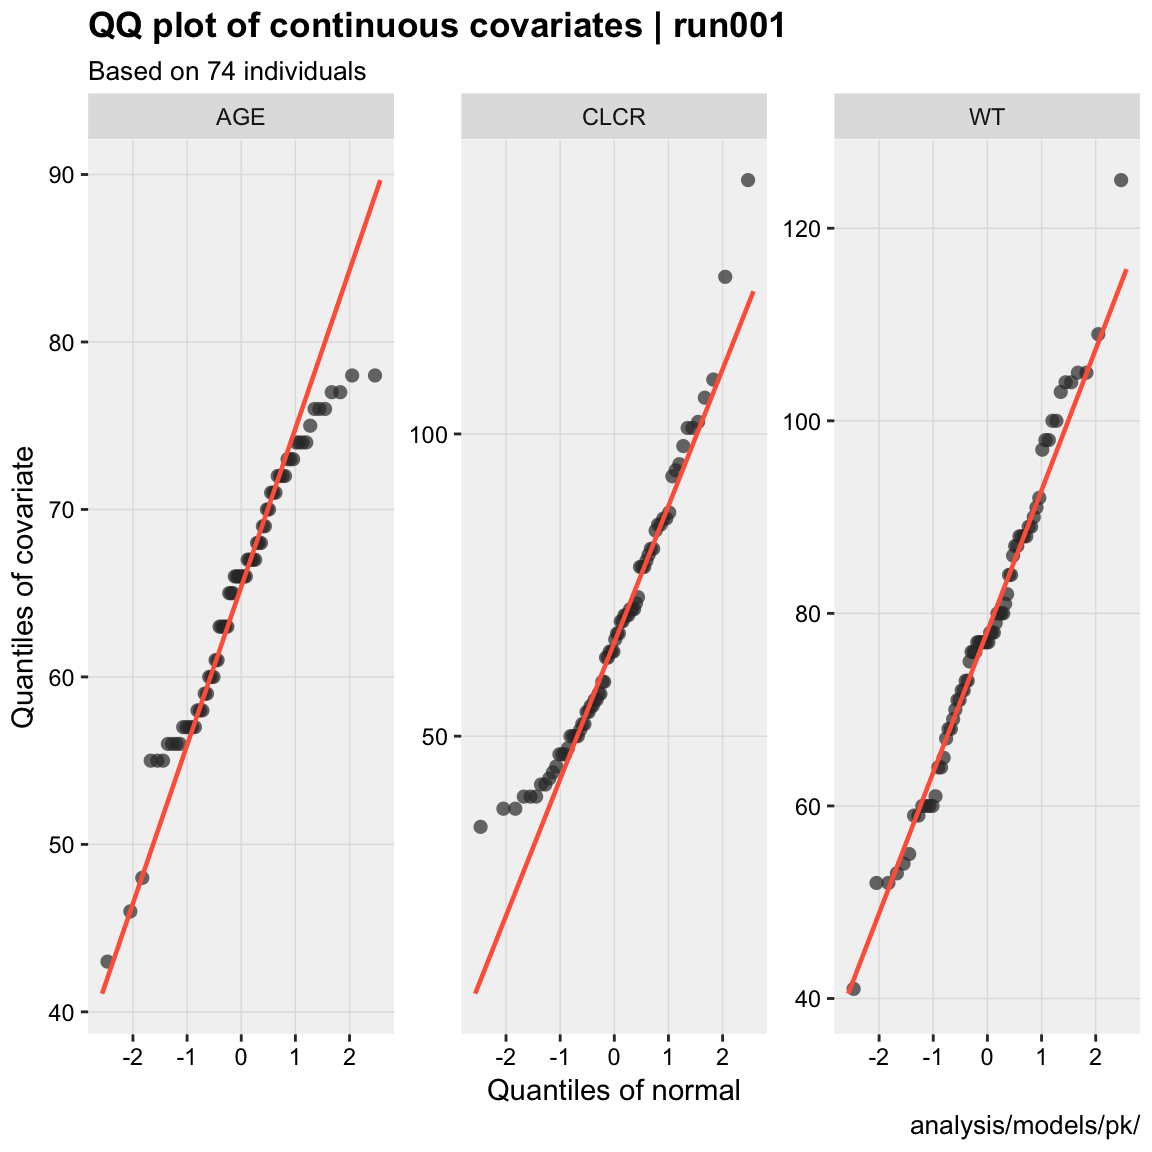 QQ plot of continuous covariates | run001
Based on 74 individuals
AGE
CLCR
WT
Quantiles of covariate
90
80
70
60
50
40
100
50
120
100
80
60
40
-2 -1 0 1 2
-2 -1 0 1 2
-2 -1 0 1 2
Quantiles of normal
analysis/models/pk/